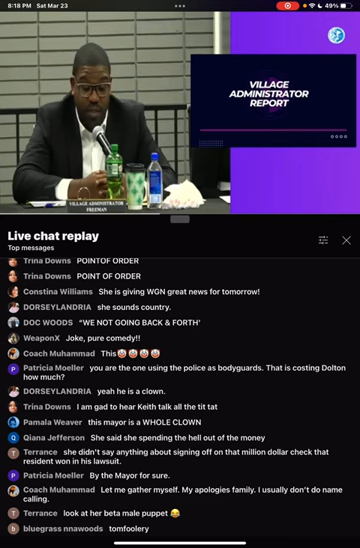 8:18 PM Sat Mar 23
49%
VILLAGE
ADMINISTRATOR
REPORT
VILLAGE ADMINISTRATOR
FREEMAN
Live chat replay
Top messages
Trina Downs POINTOF ORDER
Trina Downs POINT OF ORDER
Constina Williams She is giving WGN great news for tomorrow!
DORSEYLANDRIA she sounds country.
DOC WOODS "WE NOT GOING BACK & FORTH'
WeaponX Joke, pure comedy!!
Coach Muhammad This🤡🤡🤡🤡
Patricia Moeller you are the one using the police as bodyguards. That is costing Dolton
how much?
DORSEYLANDRIA yeah he is a clown.
Trina Downs I am gad to hear Keith talk all the tit tat
Pamala Weaver this mayor is a WHOLE CLOWN
Q Qiana Jefferson She said she spending the hell out of the money
T Terrance she didn't say anything about signing off on that million dollar check that
resident won in his lawsuit.
P Patricia Moeller By the Mayor for sure.
Coach Muhammad Let me gather myself. My apologies family. I usually don't do name
calling.
T Terrance look at her beta male puppet 😂
b bluegrass nnawoods tomfoolery